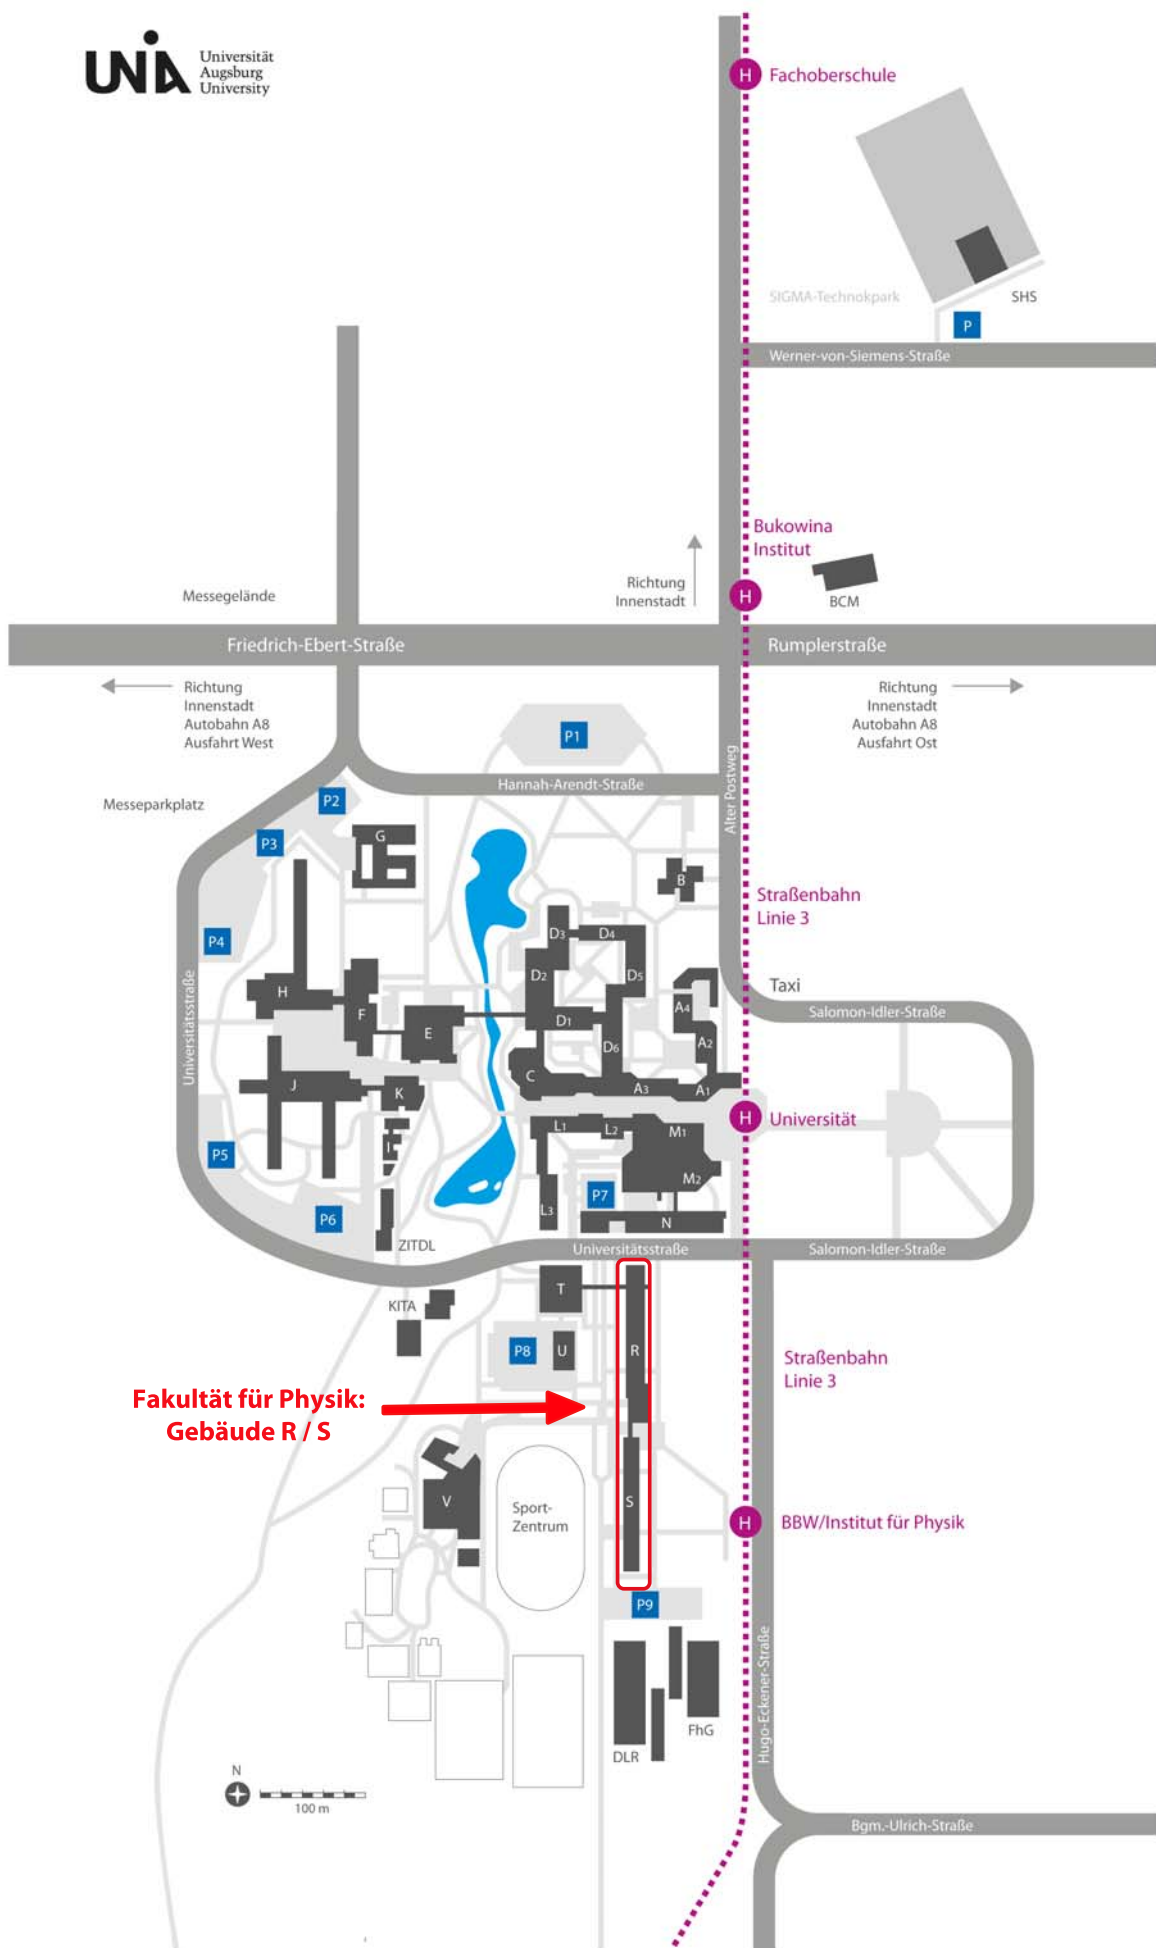 UNIA
Universität
Augsburg
University
H
Fachoberschule
SIGMA-Technokpark
SHS
P
Werner-von-Siemens-Straße
Bukowina
Institut
Richtung
Innenstadt
H
BCM
Messegelände
Friedrich-Ebert-Straße
Rumplerstraße
Richtung
Innenstadt
Autobahn A8
Ausfahrt West
Richtung
Innenstadt
Autobahn A8
Ausfahrt Ost
P1
Hannah-Arendt-Straße
Alter Postweg
Messeparkplatz
P2
P3
G
B
Straßenbahn
Linie 3
P4
D3
D4
D2
D5
Taxi
H
F
E
D1
A4
Salomon-Idler-Straße
Universitätsstraße
D6
A2
J
K
C
A3
A1
H
Universität
I
L1
L2
M1
P5
M2
P7
P6
L3
N
ZITDL
Universitätsstraße
Salomon-Idler-Straße
KITA
T
P8
U
R
Straßenbahn
Linie 3
Fakultät für Physik:
Gebäude R / S
V
Sport-
Zentrum
S
H
BBW/Institut für Physik
P9
Hugo-Eckener-Straße
FhG
DLR
N
100 m
Bgm.-Ulrich-Straße